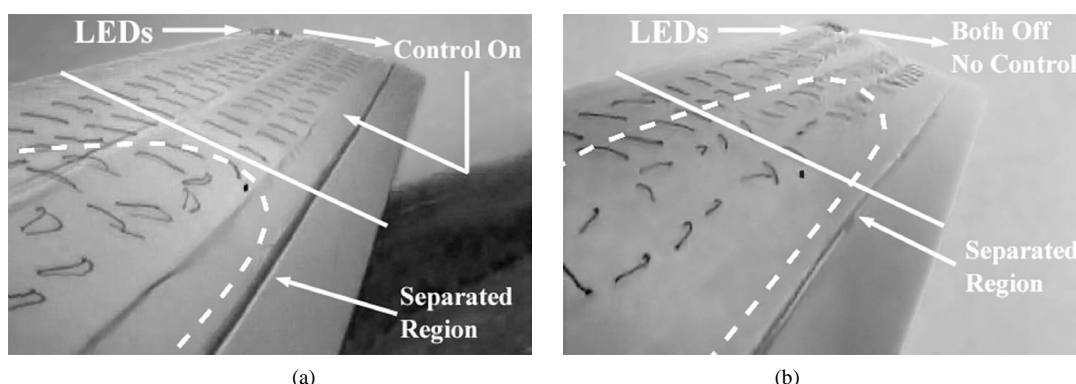 LEDs
Control On
Separated
Region
(a)
LEDs
Both Off
No Control
Separated
Region
(b)